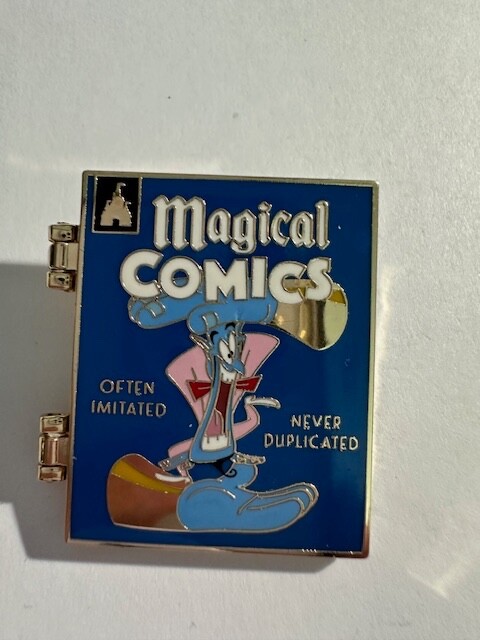 Magical
COMICS
OFTEN
IMITATED
NEVER
DUPLICATED